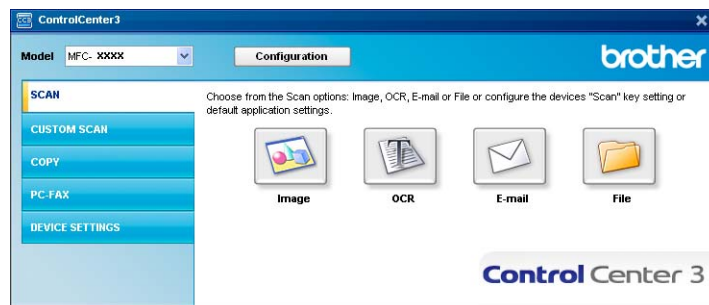 ControlCenter3
Model MFC- XXXX Configuration
brother
SCAN
CUSTOM SCAN
COPY
PC-FAX
DEVICE SETTINGS
Choose from the Scan options: Image, OCR, E-mail or File or configure the devices "Scan" key setting or
default application settings.
Image OCR E-mail File
Control Center 3